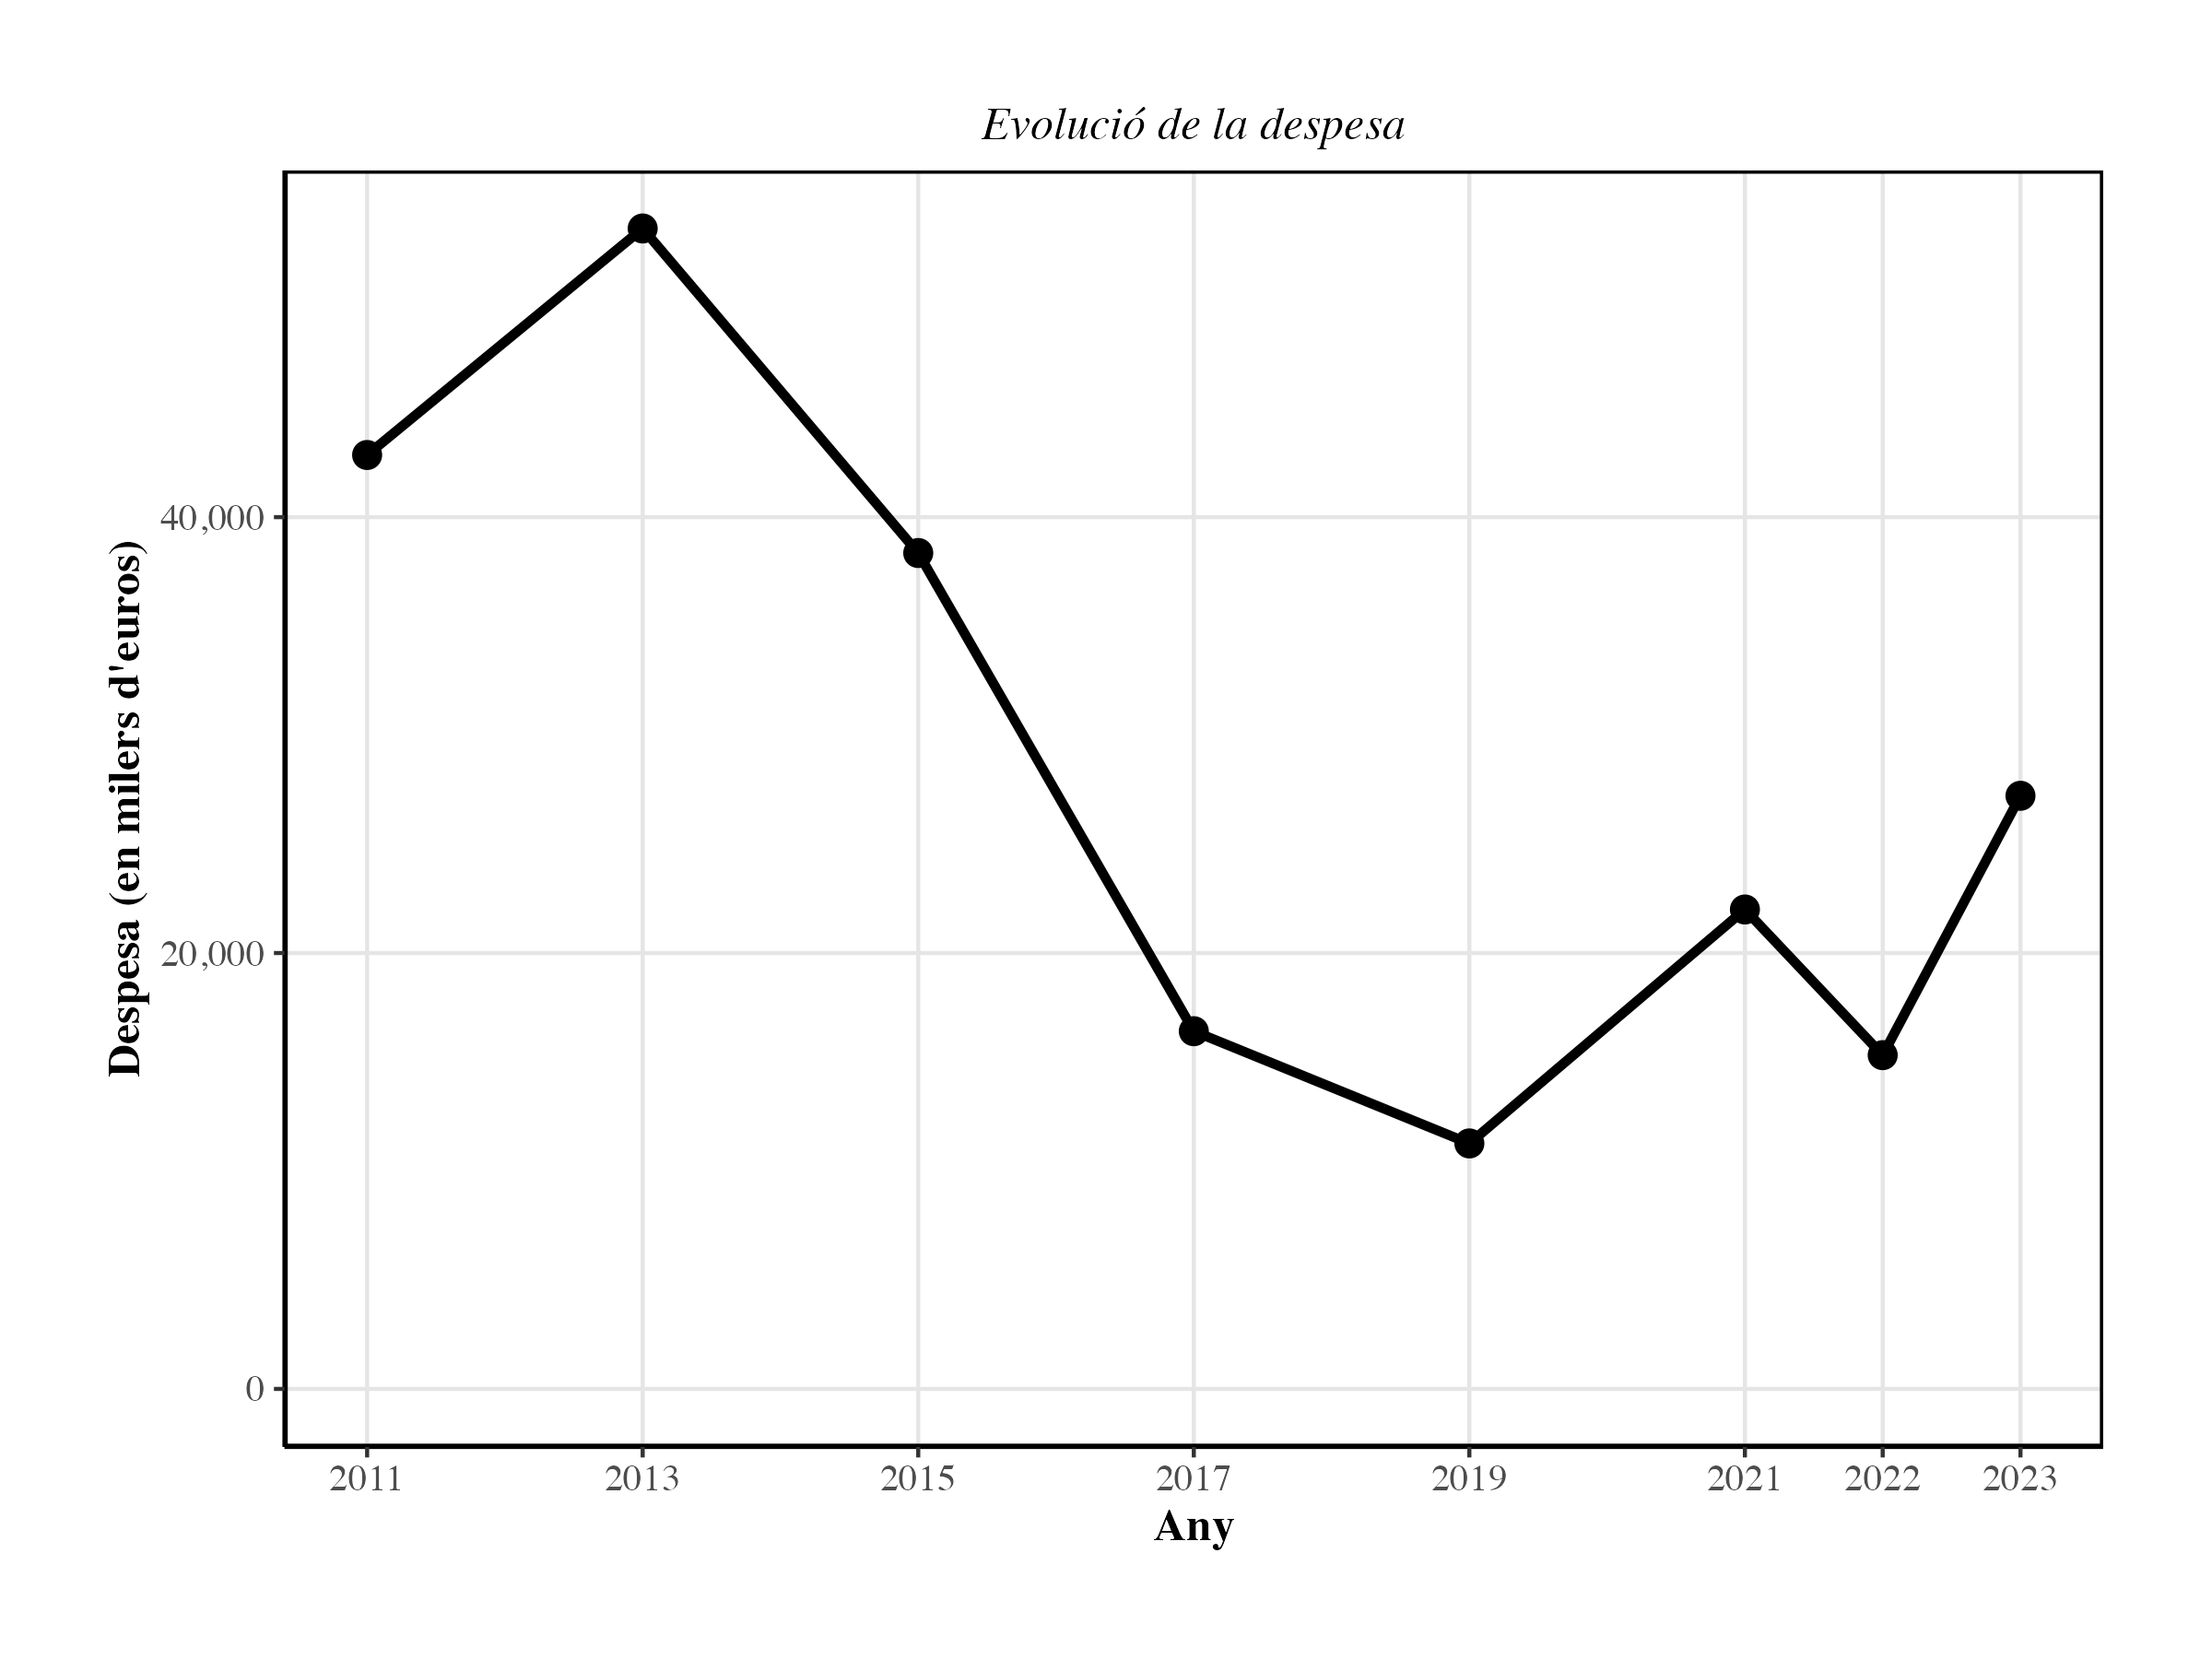 Evolució de la despesa
Despesa (en milers d'euros)
40,000
20,000
0
2011 2013 2015 2017 2019 2021 2022 2023
Any